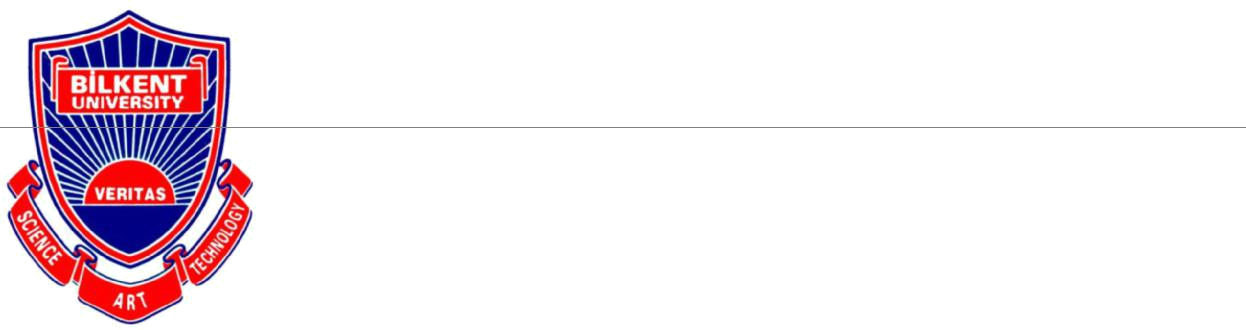 BİLKENT
UNIVERSITY
VERITAS
SCIENCE
ART
TECHNOLOGY